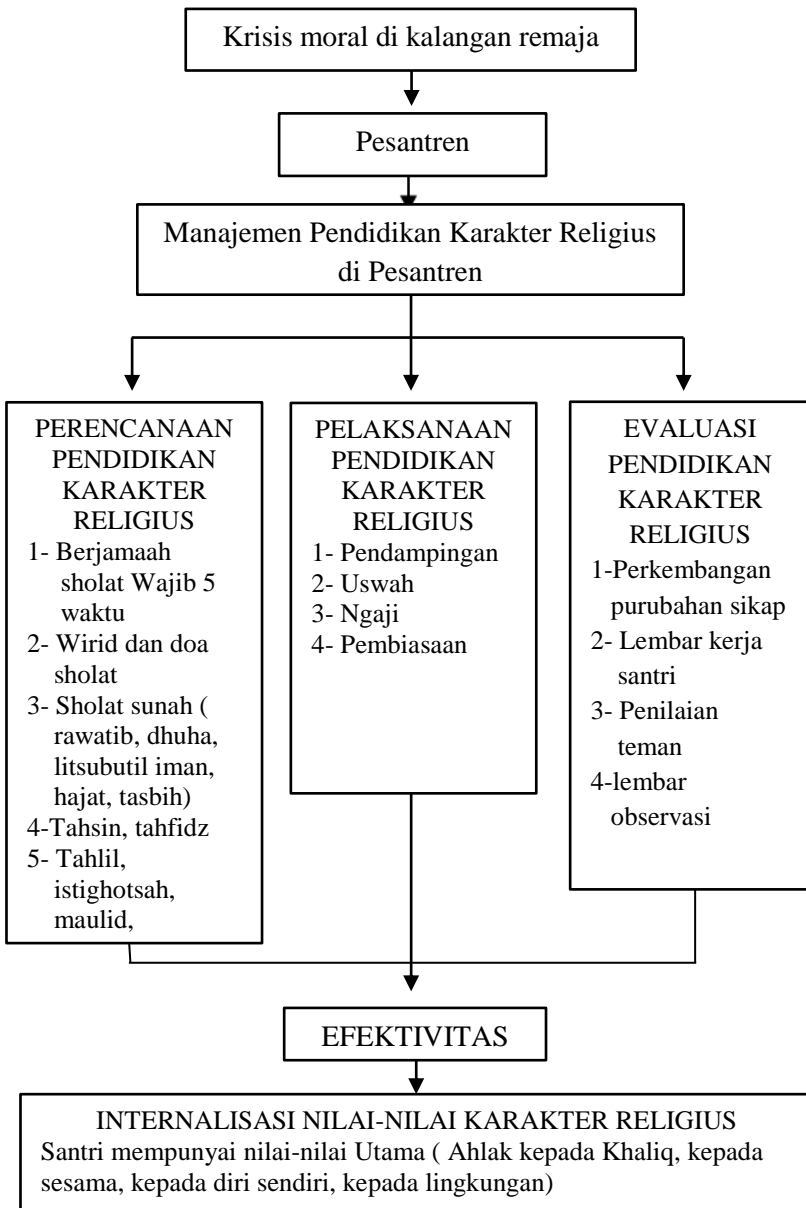 Krisis moral di kalangan remaja
Pesantren
Manajemen Pendidikan Karakter Religius
di Pesantren
PERENCANAAN
PENDIDIKAN
KARAKTER
RELIGIUS
1- Berjamaah
sholat Wajib 5
waktu
2- Wirid dan doa
sholat
3- Sholat sunah (
rawatib, dhuha,
litsubutil iman,
hajat, tasbih)
4-Tahsin, tahfidz
5- Tahlil,
istighotsah,
maulid,
PELAKSANAAN
PENDIDIKAN
KARAKTER
RELIGIUS
1- Pendampingan
2- Uswah
3- Ngaji
4- Pembiasaan
EVALUASI
PENDIDIKAN
KARAKTER
RELIGIUS
1-Perkembangan
purubahan sikap
2- Lembar kerja
santri
3- Penilaian
teman
4-lembar
observasi
EFEKTIVITAS
INTERNALISASI NILAI-NILAI KARAKTER RELIGIUS
Santri mempunyai nilai-nilai Utama ( Ahlak kepada Khaliq, kepada
sesama, kepada diri sendiri, kepada lingkungan)